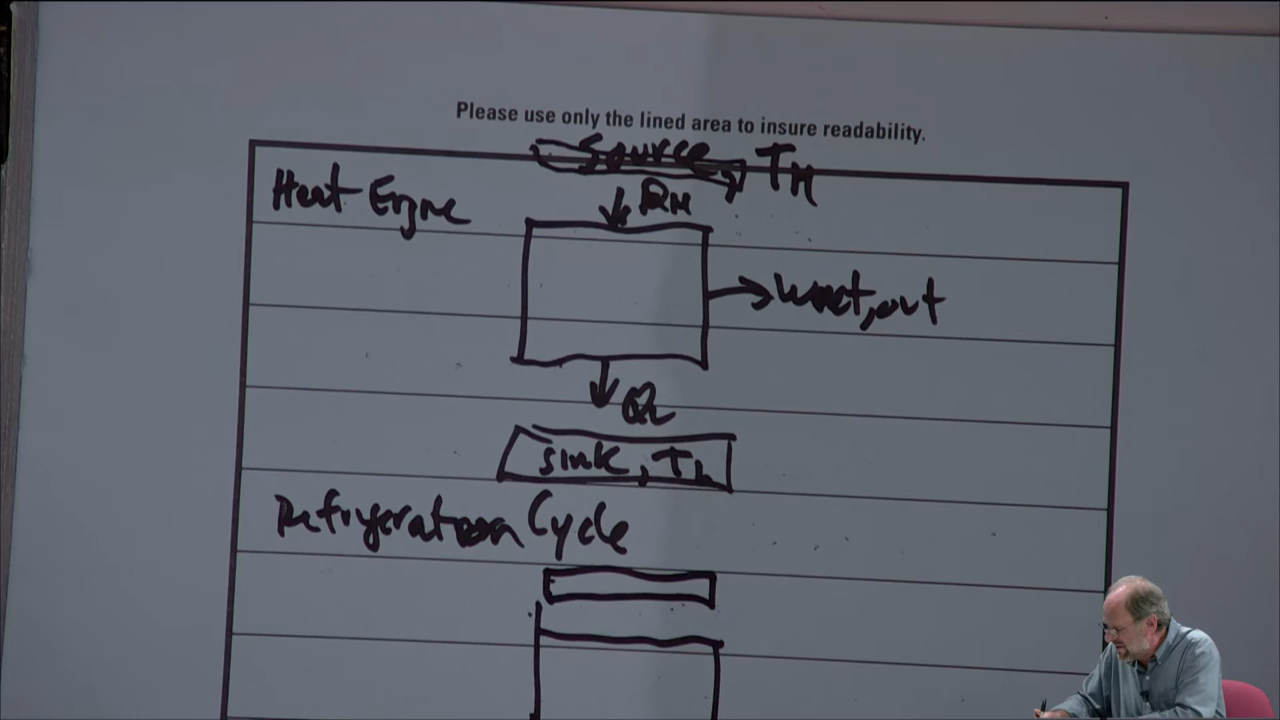 Please use only the lined area to insure readability.
Source TH
Heat Engine
QH
Wnet,out
QL
sink, TL
Refrigeration Cycle